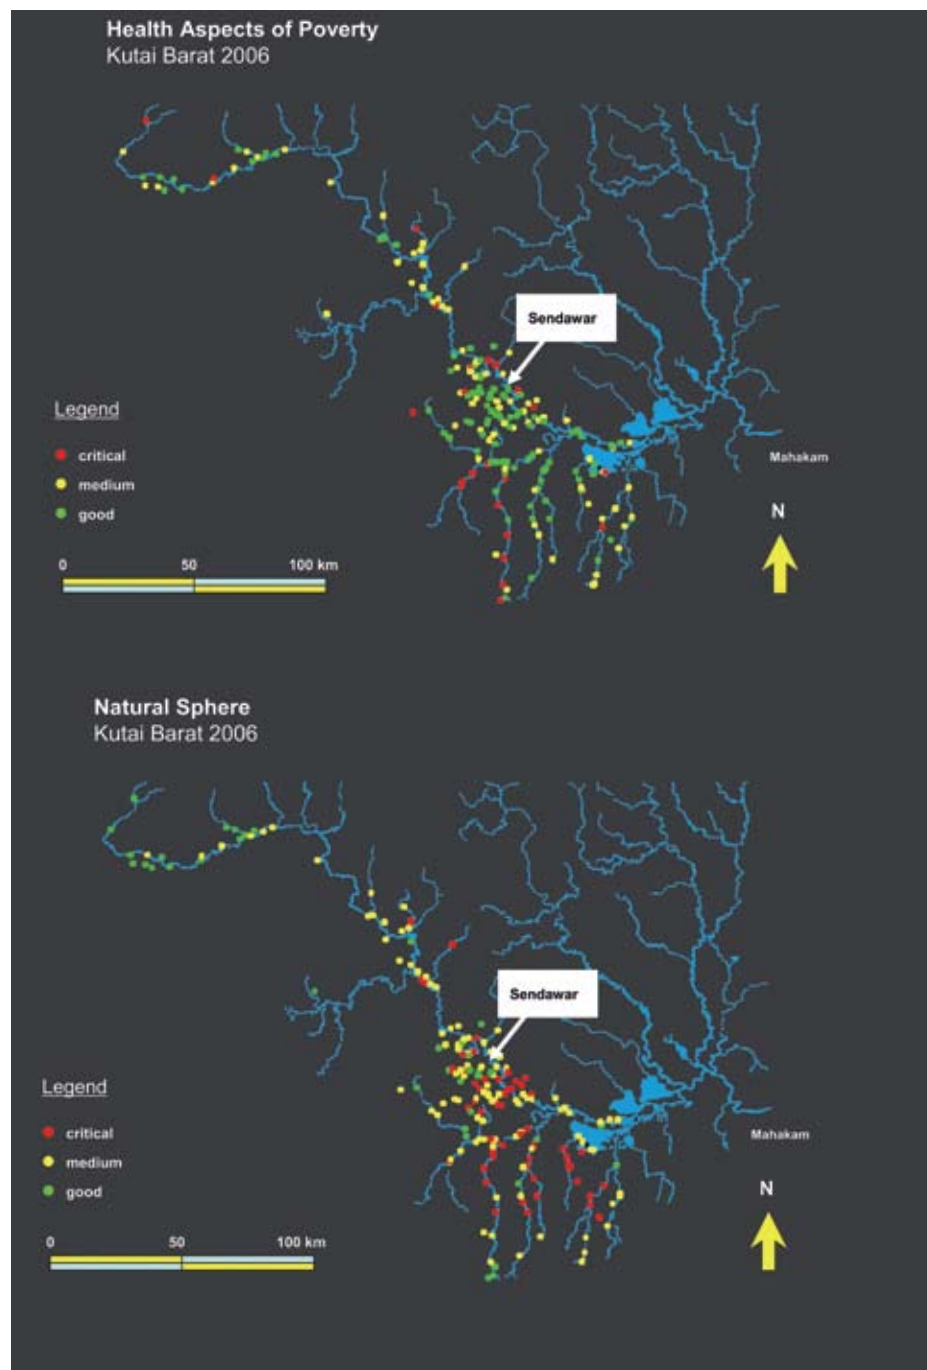 Health Aspects of Poverty
Kutai Barat 2006
Sendawar
Legend
critical
medium
good
Mahakam
N
0 50 100 km
Natural Sphere
Kutai Barat 2006
Sendawar
Legend
critical
medium
good
Mahakam
N
0 50 100 km